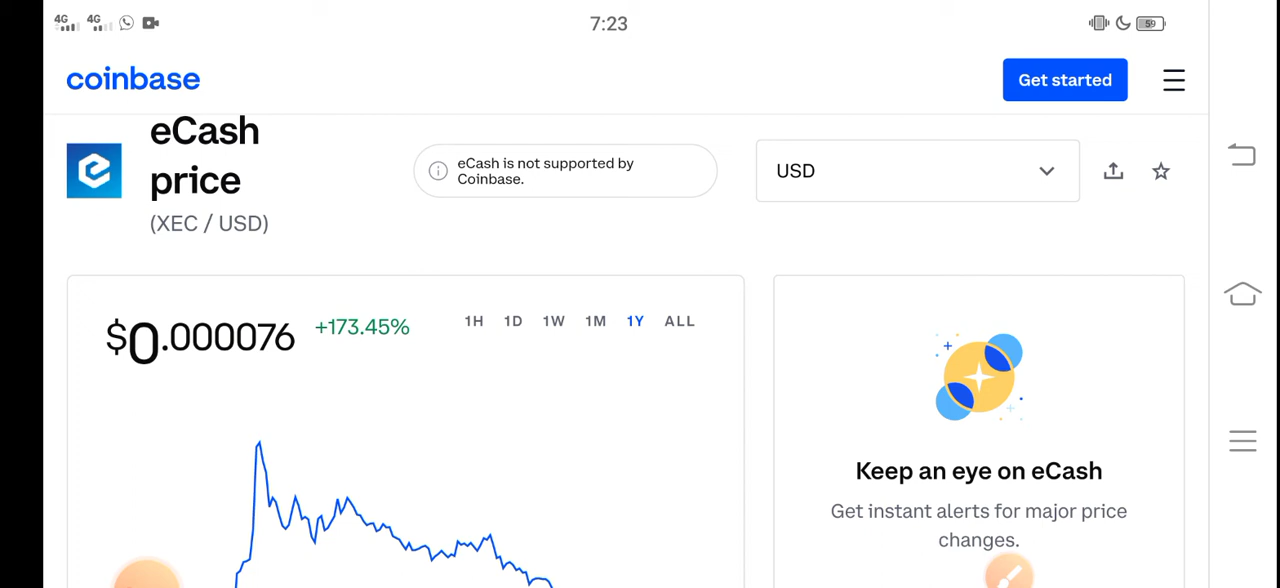 4G 4G 7:23 59
coinbase Get started
eCash
price
(XEC / USD)
eCash is not supported by
Coinbase.
USD
$0.000076 +173.45% 1H 1D 1W 1M 1Y ALL
Keep an eye on eCash
Get instant alerts for major price
changes.